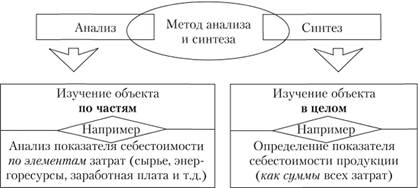 Анализ
Метод анализа
и синтеза
Синтез
Изучение объекта
по частям
Например
Анализ показателя себестоимости
по элементам затрат (сырье, энер-
горесурсы, заработная плата и т.д.)
Изучение объекта
в целом
Например
Определение показателя
себестоимости продукции
(как суммы всех затрат)